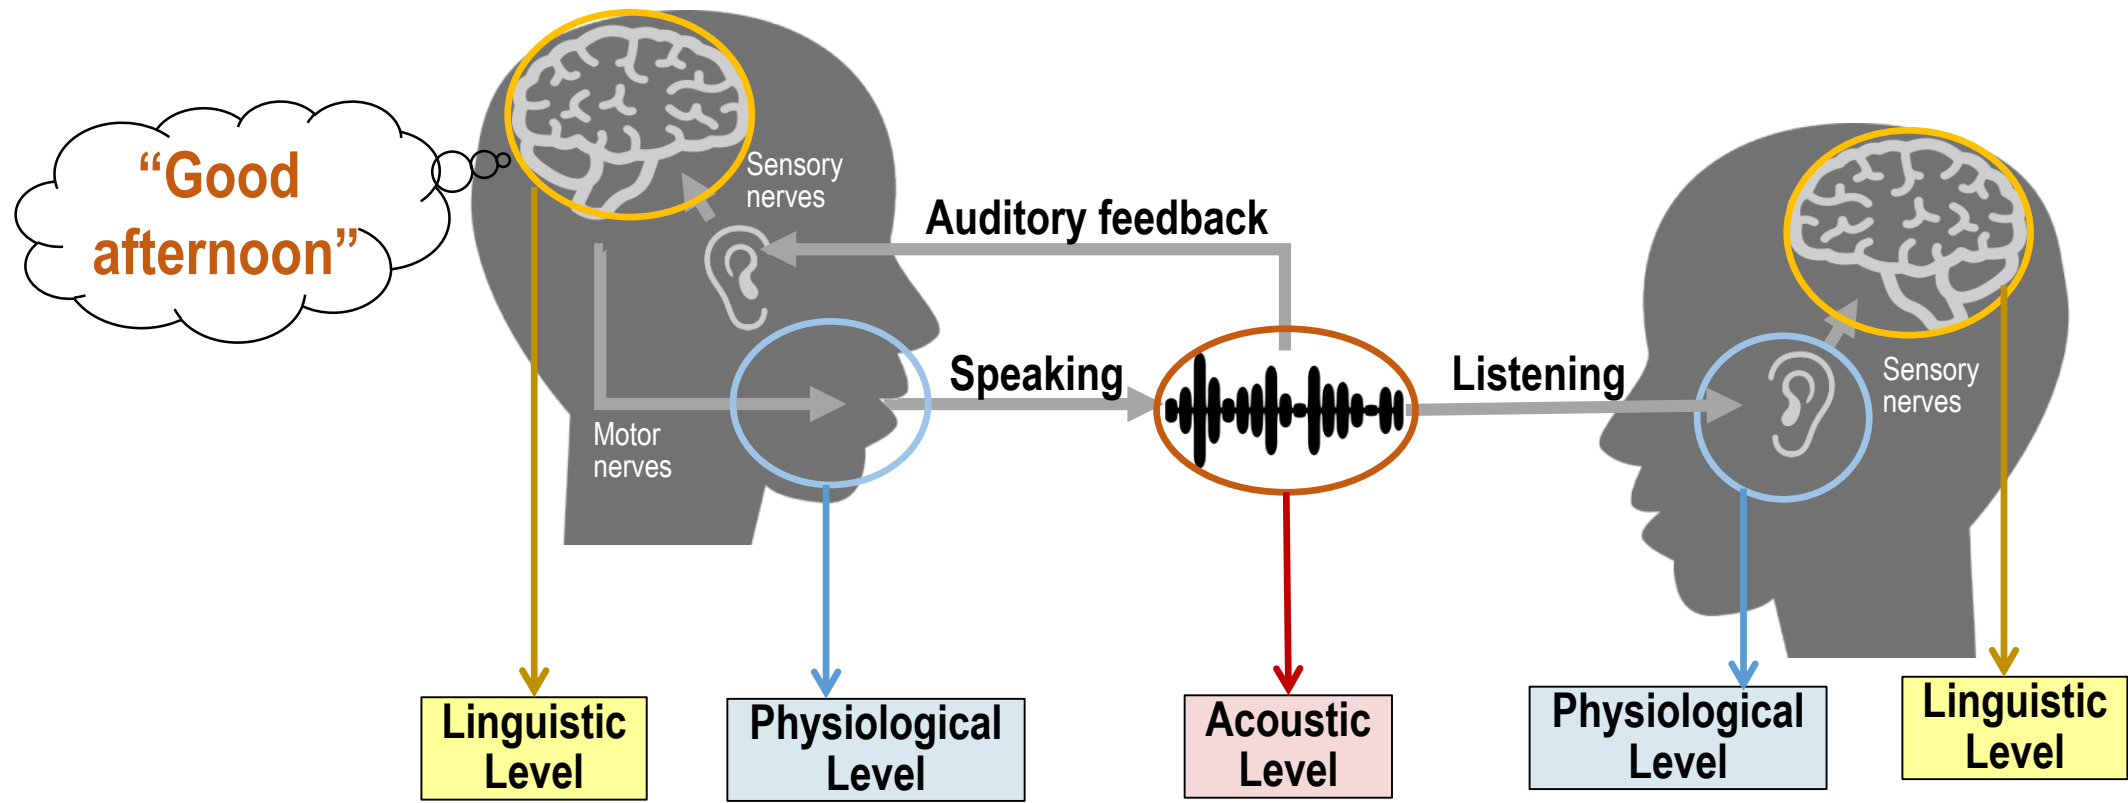 “Good
afternoon”
Sensory
nerves
Auditory feedback
Speaking
Listening
Motor
nerves
Sensory
nerves
Linguistic
Level
Physiological
Level
Acoustic
Level
Physiological
Level
Linguistic
Level